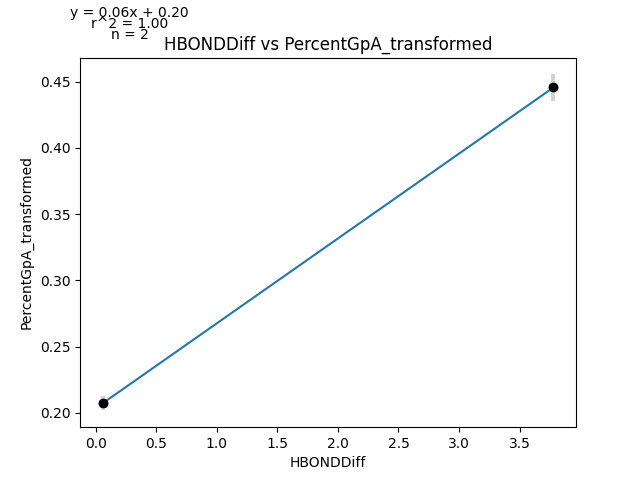 y = 0.06x + 0.20
r^2 = 1.00
n = 2
HBONDDiff vs PercentGpA_transformed
PercentGpA_transformed
0.45
0.40
0.35
0.30
0.25
0.20
0.0 0.5 1.0 1.5 2.0 2.5 3.0 3.5
HBONDDiff